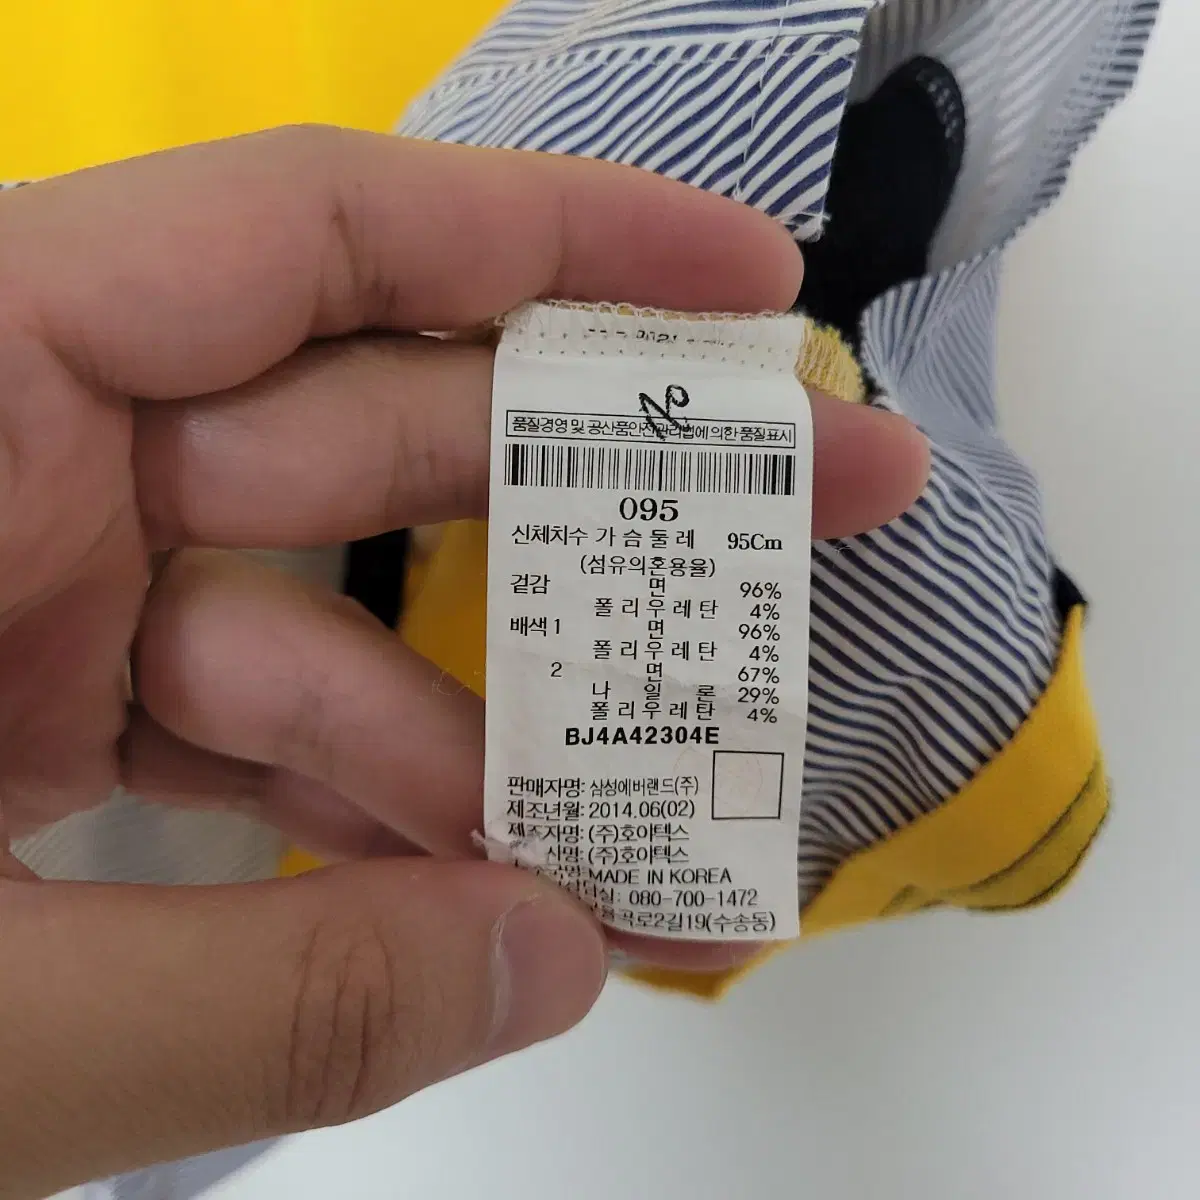 품질경영 및 공산품안전관리법에 의한 품질표시
095
신체치수 가슴둘레 95Cm
(섬유의혼용율)
겉감 면 96%
폴리우레탄 4%
배색 1 면 96%
폴리우레탄 4%
2 면 67%
나일론 29%
폴리우레탄 4%
BJ4A42304E
판매자명: 삼성에버랜드(주)
제조년월: 2014.06(02)
제조자명: (주)호아텍스
시명: (주)호아텍스
MADE IN KOREA
080-700-1472
곡로2길19(수송동)